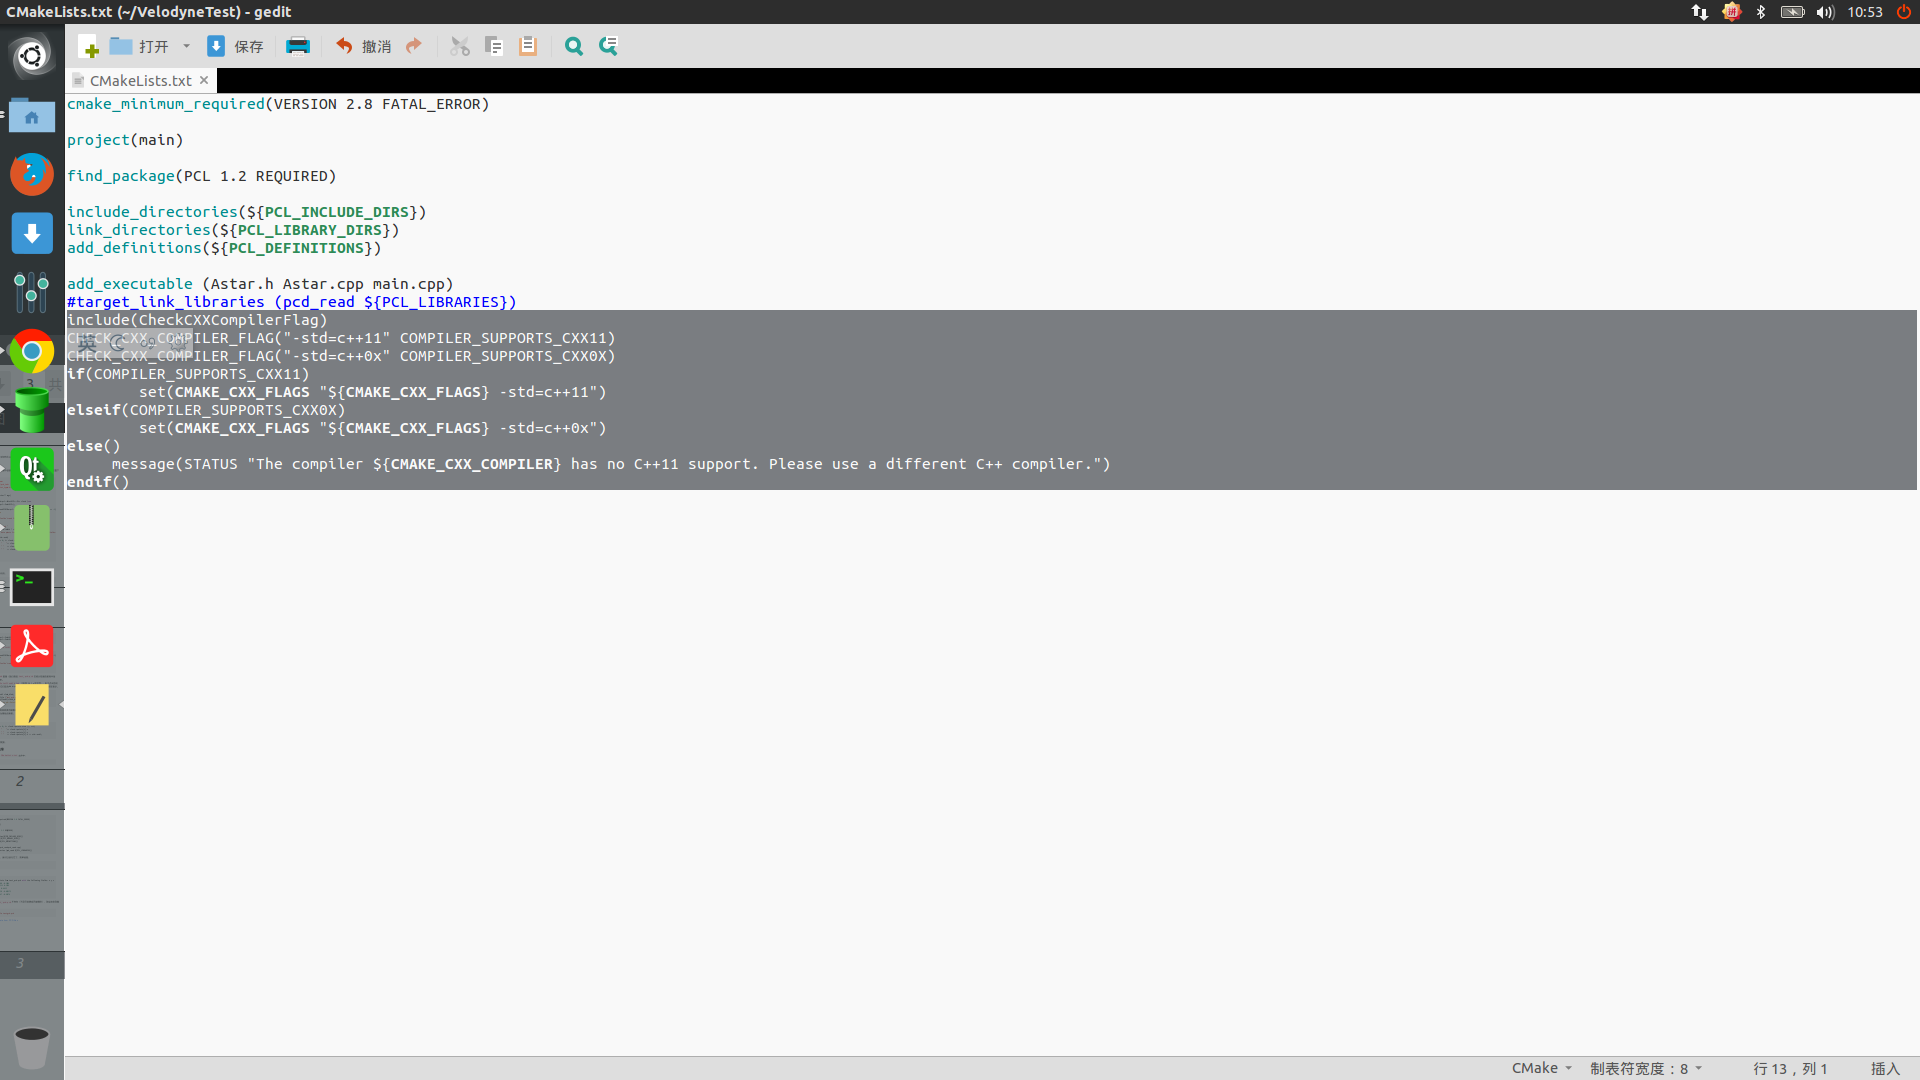 CMakeLists.txt (~/VelodyneTest) - gedit
10:53
打开 保存 撤消
CMakeLists.txt
cmake_minimum_required(VERSION 2.8 FATAL_ERROR)
project(main)
find_package(PCL 1.2 REQUIRED)
include_directories(${PCL_INCLUDE_DIRS})
link_directories(${PCL_LIBRARY_DIRS})
add_definitions(${PCL_DEFINITIONS})
add_executable (Astar.h Astar.cpp main.cpp)
#target_link_libraries (pcd_read ${PCL_LIBRARIES})
include(CheckCXXCompilerFlag)
CHECK_CXX_COMPILER_FLAG("-std=c++11" COMPILER_SUPPORTS_CXX11)
CHECK_CXX_COMPILER_FLAG("-std=c++0x" COMPILER_SUPPORTS_CXX0X)
if(COMPILER_SUPPORTS_CXX11)
set(CMAKE_CXX_FLAGS "${CMAKE_CXX_FLAGS} -std=c++11")
elseif(COMPILER_SUPPORTS_CXX0X)
set(CMAKE_CXX_FLAGS "${CMAKE_CXX_FLAGS} -std=c++0x")
else()
message(STATUS "The compiler ${CMAKE_CXX_COMPILER} has no C++11 support. Please use a different C++ compiler.")
endif()
英
3
Qt
>_
2
3
CMake 制表符宽度：8 行 13，列 1 插入